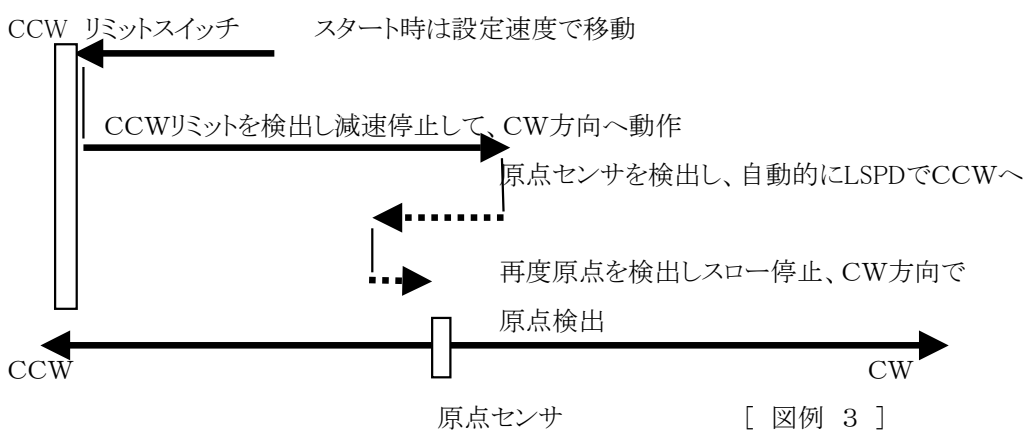 CCW リミットスイッチ スタート時は設定速度で移動
CCWリミットを検出し減速停止して、CW方向へ動作
原点センサを検出し、自動的にLSPDでCCWへ
再度原点を検出しスロー停止、CW方向で
原点検出
CCW CW
原点センサ [ 図例 3 ]